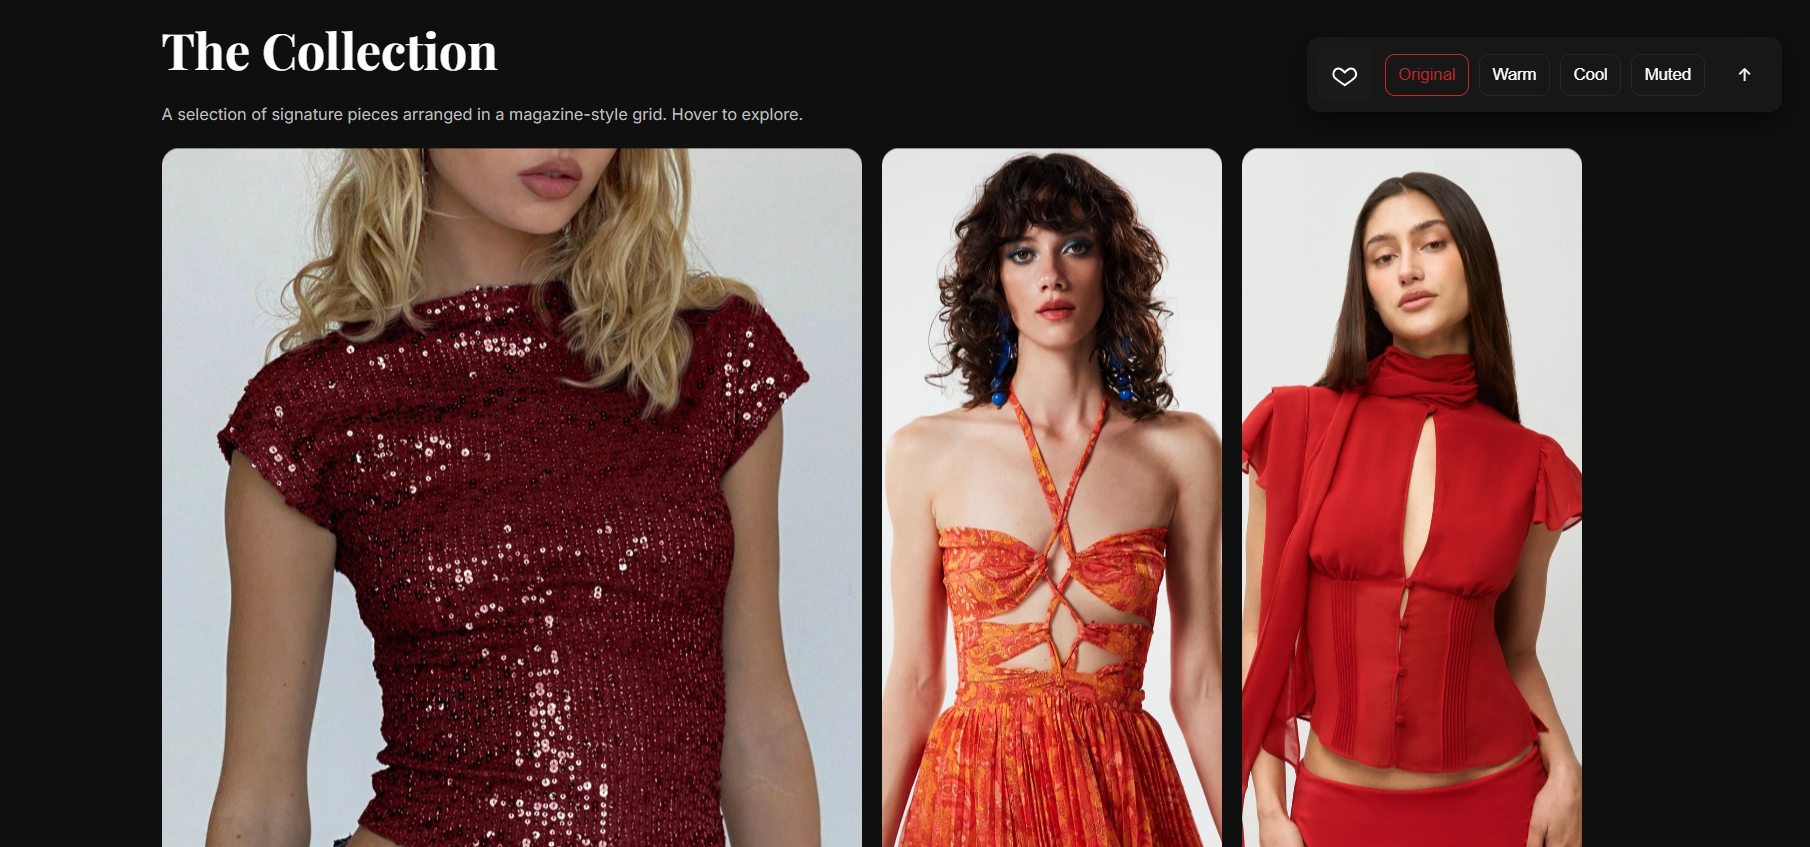 The Collection
Original
Warm
Cool
Muted
A selection of signature pieces arranged in a magazine-style grid. Hover to explore.